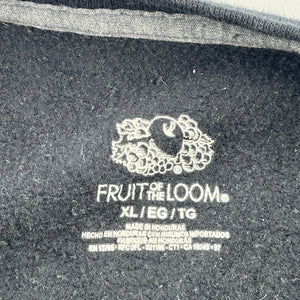 FRUIT OF THE LOOM®
XL / EG / TG
MADE IN HONDURAS
HECHO EN HONDURAS CON INSUMOS IMPORTADOS
FABRIQUÉ AU HONDURAS